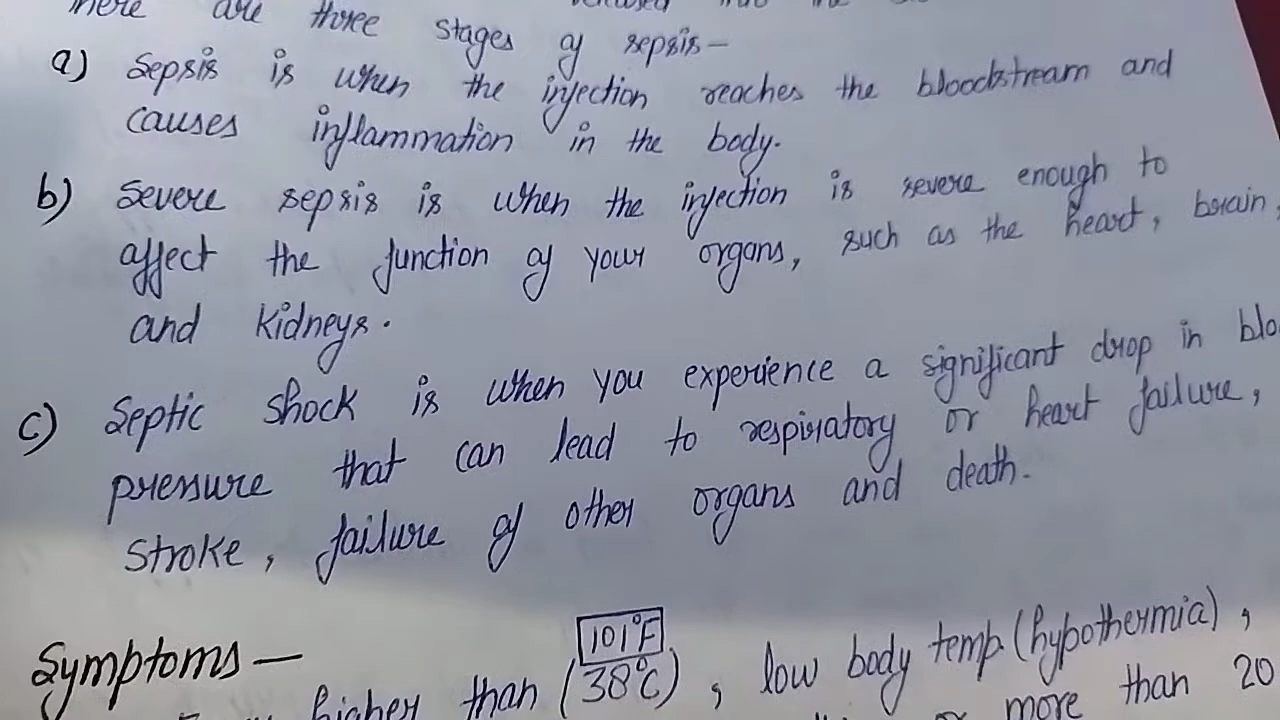 There are three stages of sepsis-
a) Sepsis is when the injection reaches the bloodstream and
causes inflammation in the body.
b) Severe sepsis is when the injection is severe enough to
affect the function of your organs, such as the heart, brain,
and kidneys.
c) Septic shock is when you experience a significant drop in blo
pressure that can lead to respiratory or heart failure,
stroke, failure of other organs and death.
Symptoms-
higher than (101°F 38°C), low body temp. (hypothermia),
or more than 20